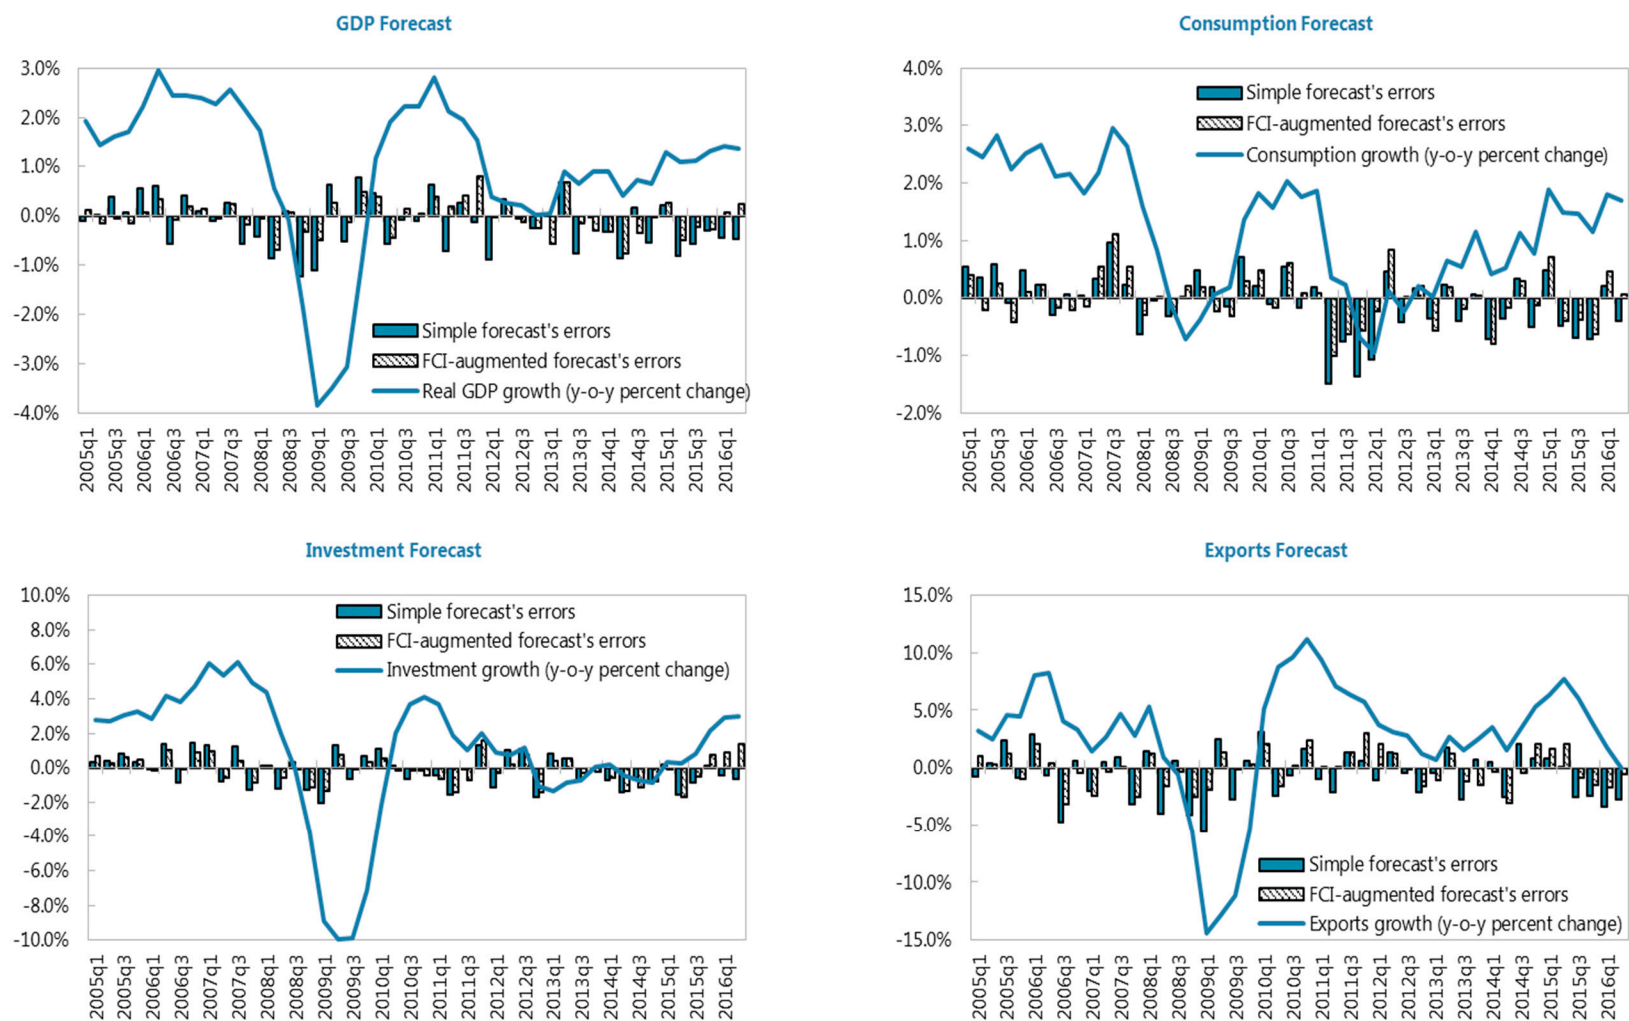 GDP Forecast
3.0%
2.0%
1.0%
0.0%
-1.0%
-2.0%
-3.0%
-4.0%
Simple forecast's errors
FCI-augmented forecast's errors
Real GDP growth (y-o-y percent change)
2005q1
2005q3
2006q1
2006q3
2007q1
2007q3
2008q1
2008q3
2009q1
2009q3
2010q1
2010q3
2011q1
2011q3
2012q1
2012q3
2013q1
2013q3
2014q1
2014q3
2015q1
2015q3
2016q1
Consumption Forecast
4.0%
3.0%
2.0%
1.0%
0.0%
-1.0%
-2.0%
Simple forecast's errors
FCI-augmented forecast's errors
Consumption growth (y-o-y percent change)
2005q1
2005q3
2006q1
2006q3
2007q1
2007q3
2008q1
2008q3
2009q1
2009q3
2010q1
2010q3
2011q1
2011q3
2012q1
2012q3
2013q1
2013q3
2014q1
2014q3
2015q1
2015q3
2016q1
Investment Forecast
10.0%
8.0%
6.0%
4.0%
2.0%
0.0%
-2.0%
-4.0%
-6.0%
-8.0%
-10.0%
Simple forecast's errors
FCI-augmented forecast's errors
Investment growth (y-o-y percent change)
2005q1
2005q3
2006q1
2006q3
2007q1
2007q3
2008q1
2008q3
2009q1
2009q3
2010q1
2010q3
2011q1
2011q3
2012q1
2012q3
2013q1
2013q3
2014q1
2014q3
2015q1
2015q3
2016q1
Exports Forecast
15.0%
10.0%
5.0%
0.0%
-5.0%
-10.0%
-15.0%
Simple forecast's errors
FCI-augmented forecast's errors
Exports growth (y-o-y percent change)
2005q1
2005q3
2006q1
2006q3
2007q1
2007q3
2008q1
2008q3
2009q1
2009q3
2010q1
2010q3
2011q1
2011q3
2012q1
2012q3
2013q1
2013q3
2014q1
2014q3
2015q1
2015q3
2016q1